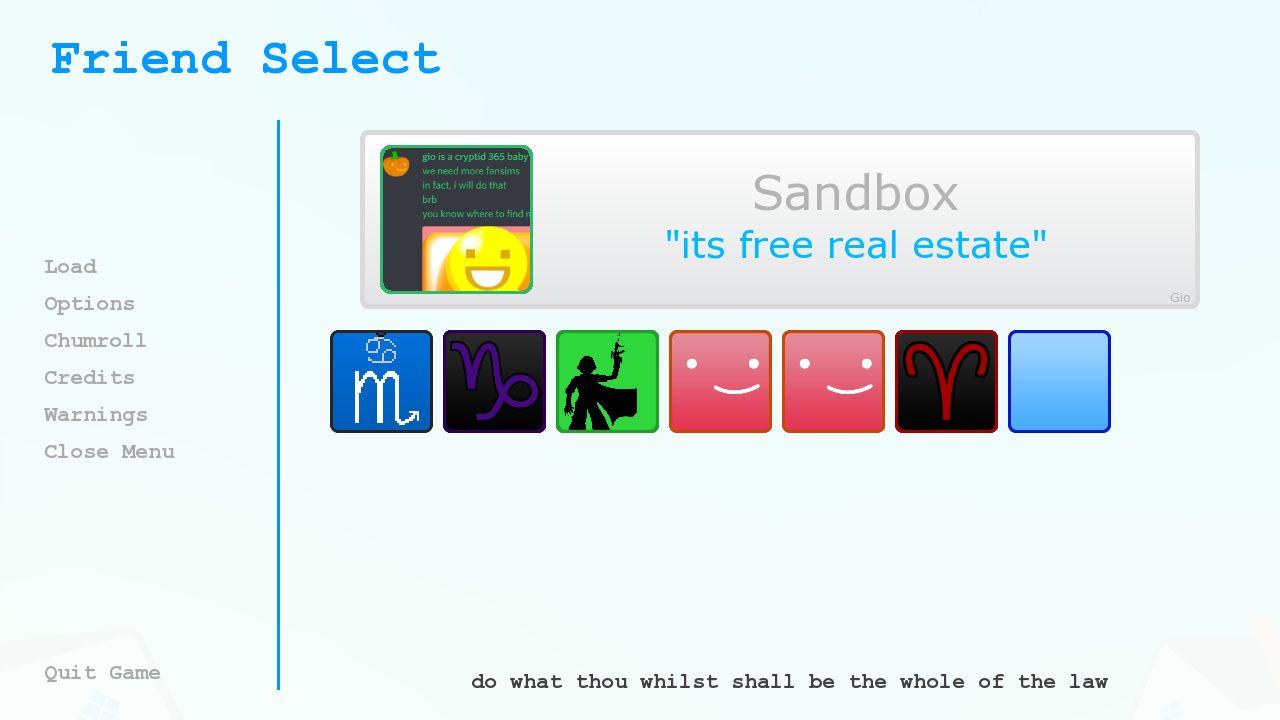 Friend Select
Load
Options
Chumroll
Credits
Warnings
Close Menu
Quit Game
gio is a cryptid 365 baby
we need more fansims
in fact, i will do that
brb
you know where to find
Sandbox
"its free real estate"
Gio
do what thou whilst shall be the whole of the law